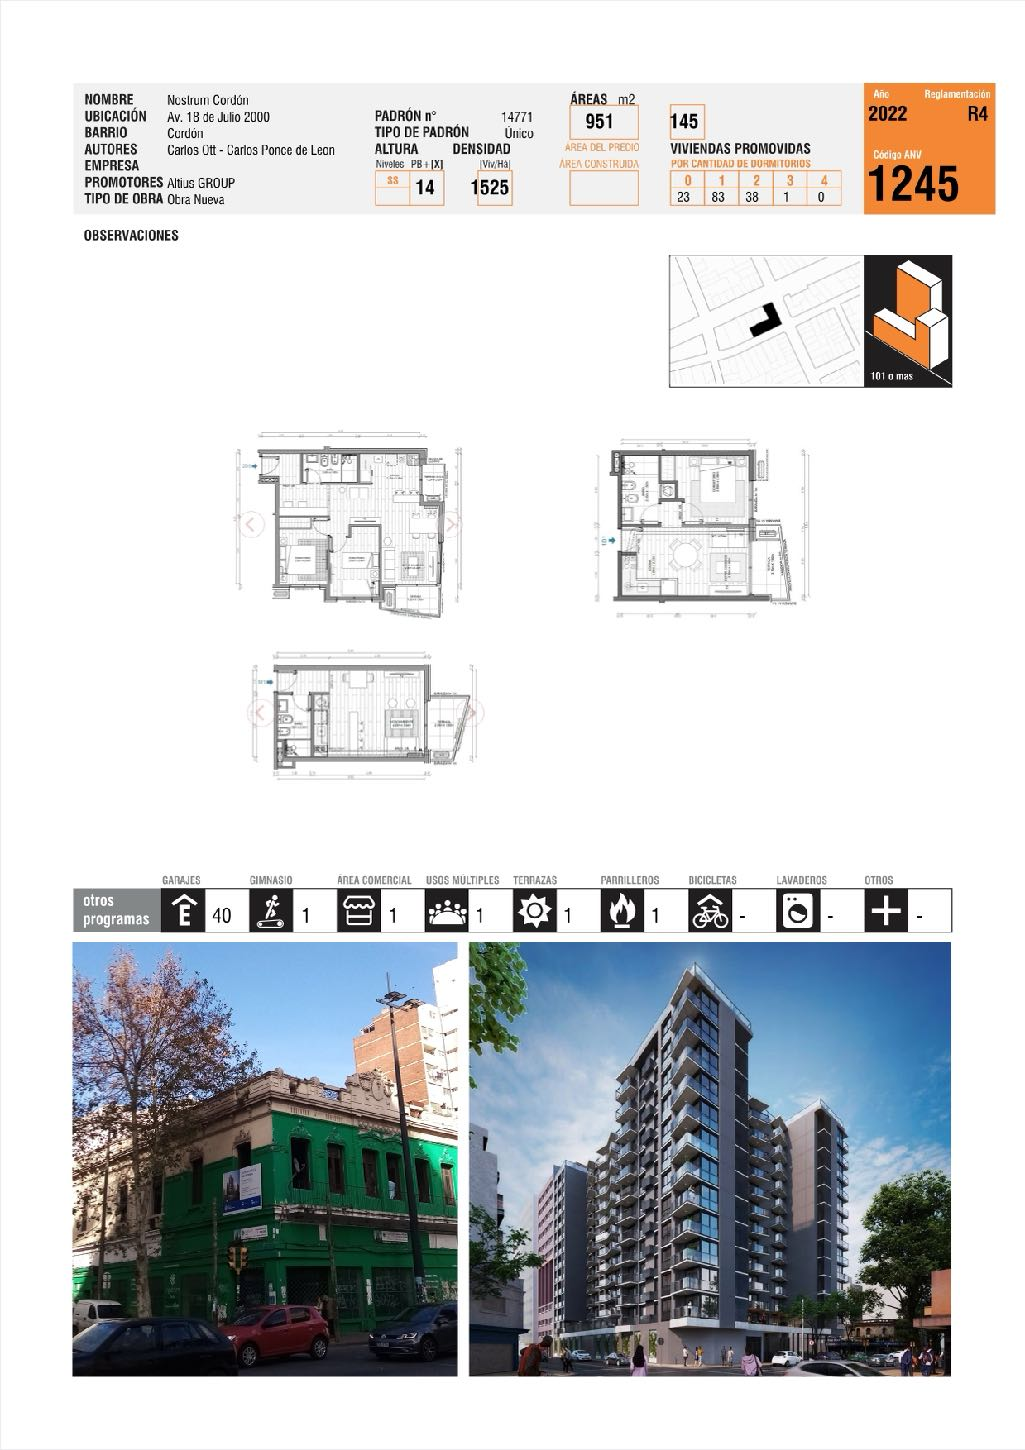 NOMBRE Nostrum Cordón
UBICACIÓN Av. 18 de Julio 2000
BARRIO Cordón
AUTORES Carlos Ott - Carlos Ponce de Leon
EMPRESA
PROMOTORES Altius GROUP
TIPO DE OBRA Obra Nueva
PADRÓN n° 14771
TIPO DE PADRÓN Único
ALTURA DENSIDAD
Niveles PB+[X] [Viv/Há]
SS 14 1525
ÁREAS m2
951
ÁREA DEL PREDIO
ÁREA CONSTRUIDA
145
VIVIENDAS PROMOVIDAS
POR CANTIDAD DE DORMITORIOS
0 1 2 3 4
23 83 38 1 0
Año Reglamentación
2022 R4
Código ANV
1245
OBSERVACIONES
101 o mas
GARAJES GIMNASIO ÁREA COMERCIAL USOS MÚLTIPLES TERRAZAS PARRILLEROS BICICLETAS LAVADEROS OTROS
otros
programas
E 40 1 1 1 1 1 - - -